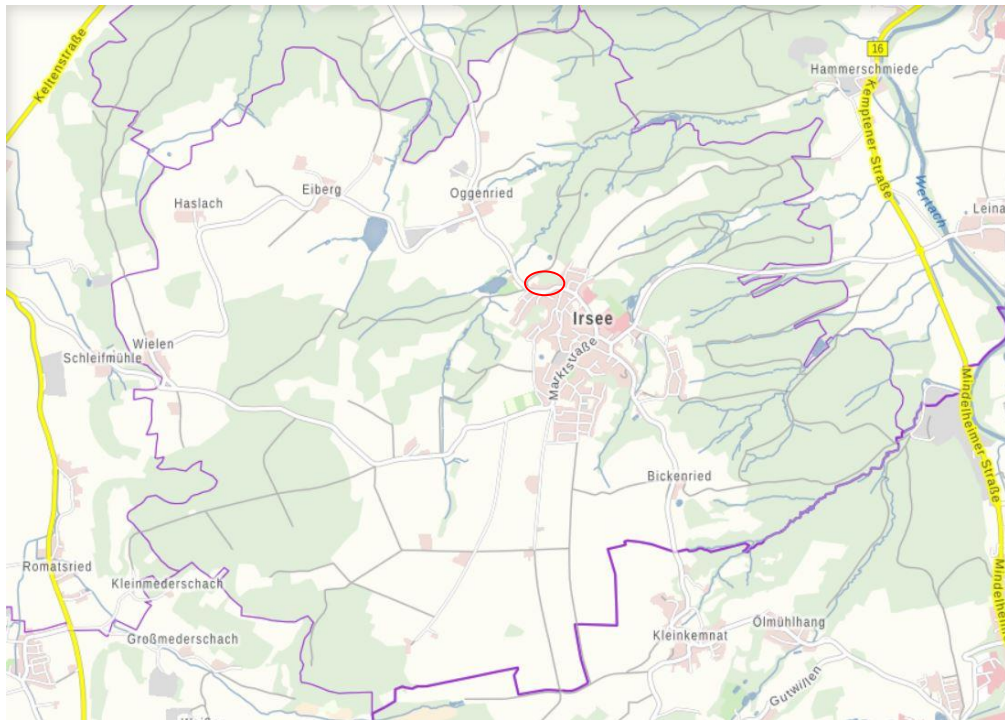 Keltenstraße
16
Hammerschmiede
Kemptener Straße
Wertach
Eiberg
Oggenried
Haslach
Leina
Irsee
Wielen
Schleifmühle
Marktstraße
Mindelheimer Straße
Bickenried
Romatsried
Kleinmederschach
Mindelheim
Großmederschach
Kleinkemnat
Ölmühlhang
Gutwillen